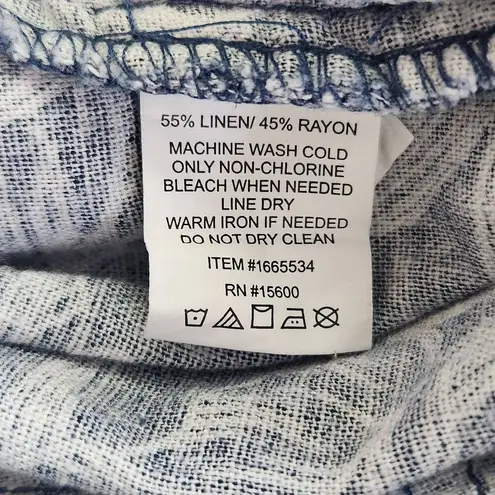 55% LINEN/ 45% RAYON
MACHINE WASH COLD
ONLY NON-CHLORINE
BLEACH WHEN NEEDED
LINE DRY
WARM IRON IF NEEDED
DO NOT DRY CLEAN
ITEM #1665534
RN #15600